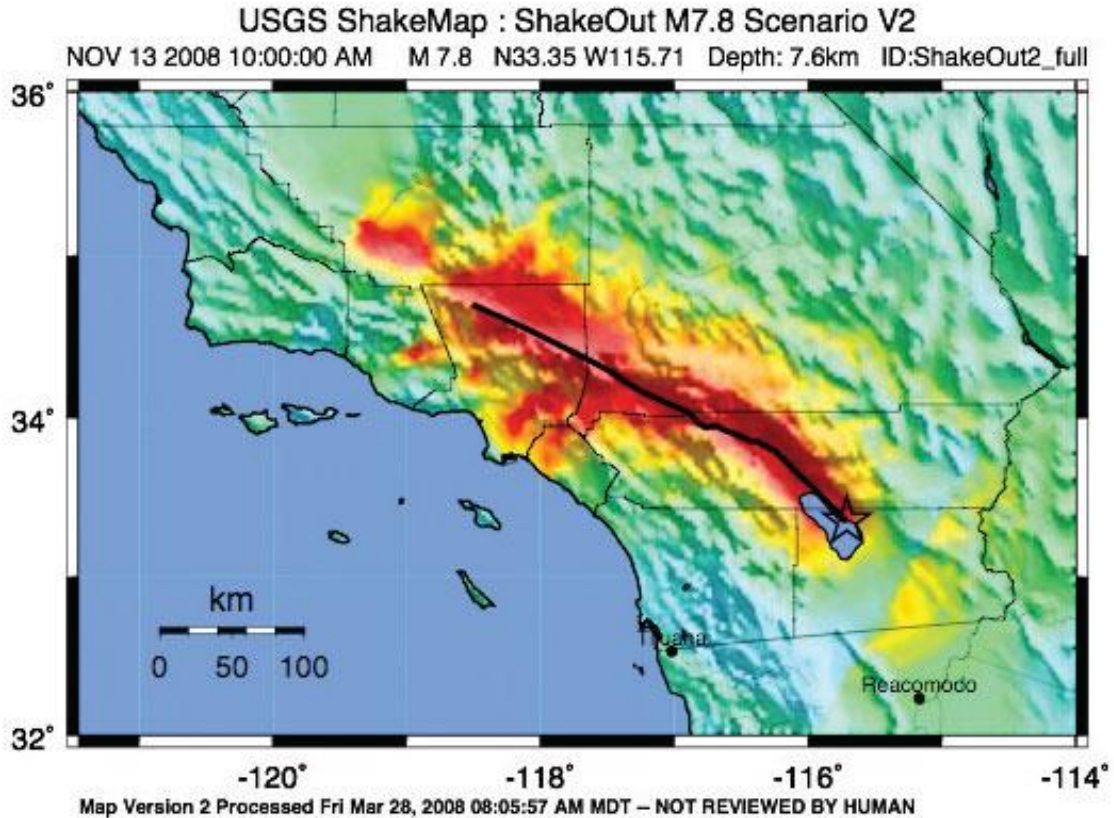 USGS ShakeMap : ShakeOut M7.8 Scenario V2
NOV 13 2008 10:00:00 AM M 7.8 N33.35 W115.71 Depth: 7.6km ID:ShakeOut2_full
36°
34°
km
0 50 100
Reacomodo
32°
-120° -118° -116° -114°
Map Version 2 Processed Fri Mar 28, 2008 08:05:57 AM MDT – NOT REVIEWED BY HUMAN